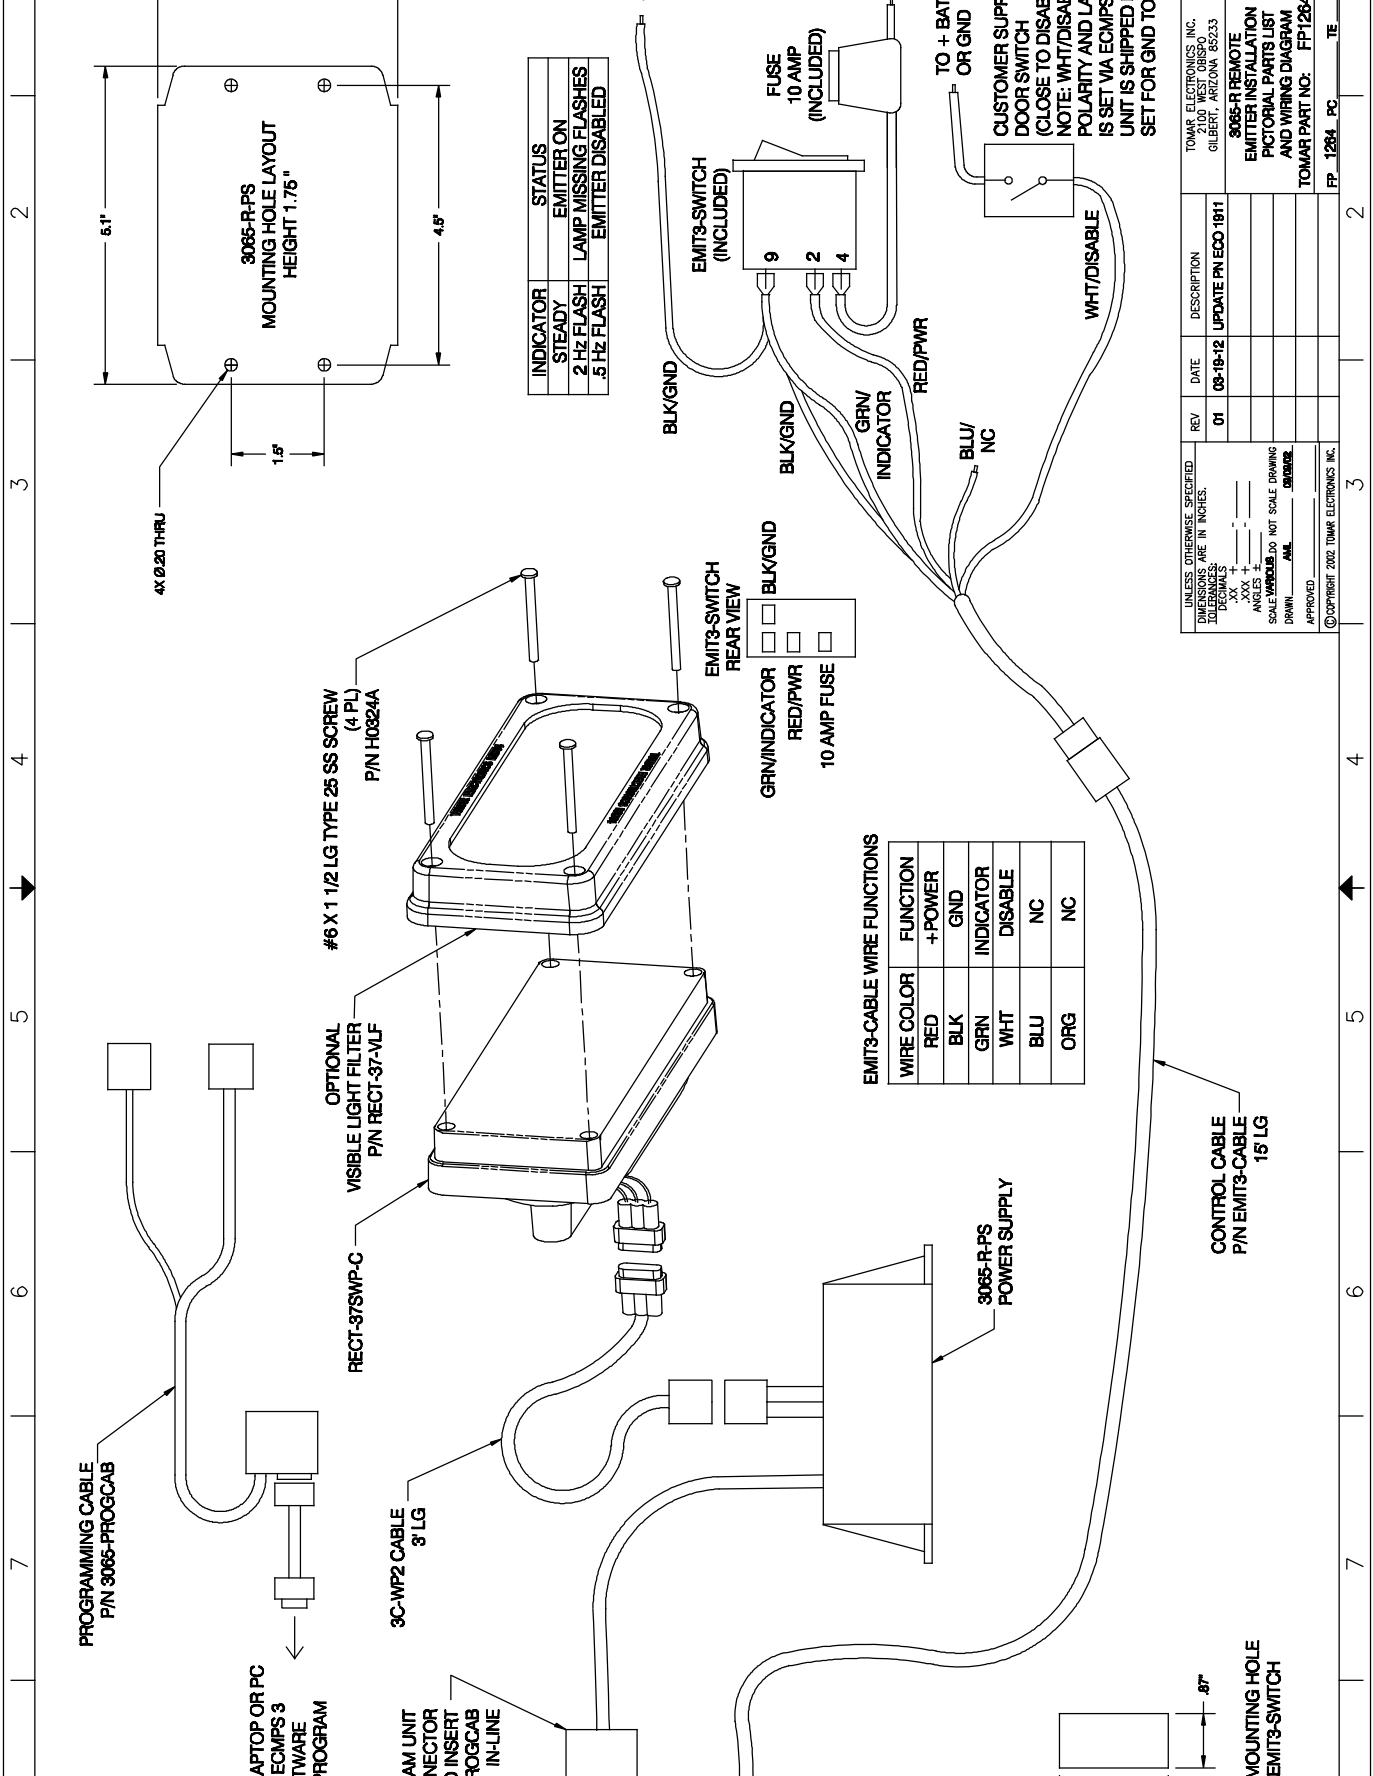 2
3
4
5
6
7
5.1"
3065-R-PS
MOUNTING HOLE LAYOUT
HEIGHT 1.75"
4.5"
1.5"
4X Ø.20 THRU
INDICATOR STATUS
STEADY EMITTER ON
2 Hz FLASH LAMP MISSING FLASHES
.5 Hz FLASH EMITTER DISABLED
BLK/GND
EMIT3-SWITCH
(INCLUDED)
9
2
4
FUSE
10 AMP
(INCLUDED)
TO + BAT
OR GND
CUSTOMER SUPP
DOOR SWITCH
(CLOSE TO DISAB
NOTE: WHT/DISA
POLARITY AND LA
IS SET VIA ECMPS
UNIT IS SHIPPED
SET FOR GND TO
WHT/DISABLE
RED/PWR
GRN/
INDICATOR
BLK/GND
BLU/
NC
#6 X 1 1/2 LG TYPE 25 SS SCREW
(4 PL)
P/N H0324A
EMIT3-SWITCH
REAR VIEW
BLK/GND
GRN/INDICATOR
RED/PWR
10 AMP FUSE
OPTIONAL
VISIBLE LIGHT FILTER
P/N RECT-37-VLF
RECT-37SWP-C
EMIT3-CABLE WIRE FUNCTIONS
WIRE COLOR FUNCTION
RED +POWER
BLK GND
GRN INDICATOR
WHT DISABLE
BLU NC
ORG NC
CONTROL CABLE
P/N EMIT3-CABLE
15' LG
3065-R-PS
POWER SUPPLY
3C-WP2 CABLE
3' LG
PROGRAMMING CABLE
P/N 3065-PROGCAB
APTOP OR PC
ECMPS 3
TWARE
PROGRAM
AM UNIT
NECTOR
INSERT
ROGCAB
IN-LINE
.87"
MOUNTING HOLE
EMIT3-SWITCH
TOMAR ELECTRONICS INC.
2100 WEST OBISPO
GILBERT, ARIZONA 85233
3065-R REMOTE
EMITTER INSTALLATION
PICTORIAL PARTS LIST
AND WIRING DIAGRAM
TOMAR PART NO: FP1264
FP 1264 PC TE
REV DATE DESCRIPTION
01 03-19-12 UPDATE PN ECO 1911
UNLESS OTHERWISE SPECIFIED
DIMENSIONS ARE IN INCHES.
TOLERANCES:
DECIMALS
.XX +
.XXX +
ANGLES ±
SCALE VARIOUS DO NOT SCALE DRAWING
DRAWN AML
APPROVED
©COPYRIGHT 2002 TOMAR ELECTRONICS INC.
2
3
4
5
6
7